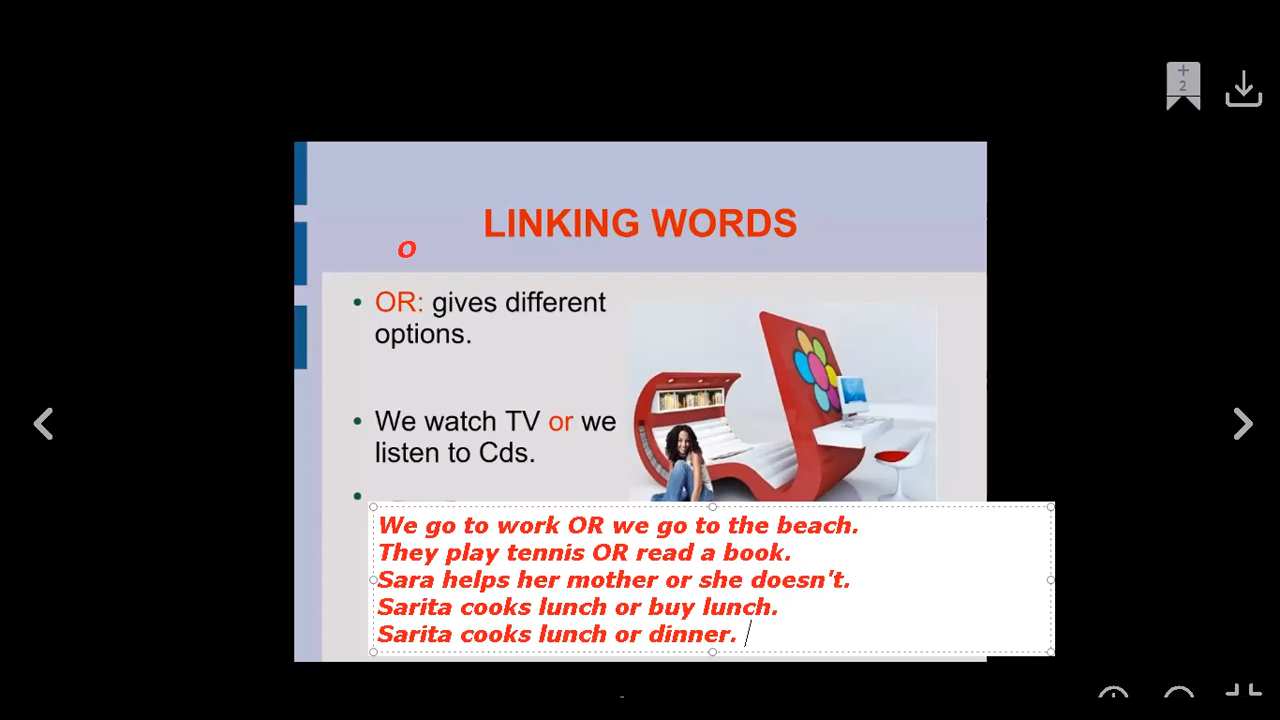 +
2
LINKING WORDS
o
• OR: gives different
options.
• We watch TV or we
listen to Cds.
•
We go to work OR we go to the beach.
They play tennis OR read a book.
Sara helps her mother or she doesn't.
Sarita cooks lunch or buy lunch.
Sarita cooks lunch or dinner.